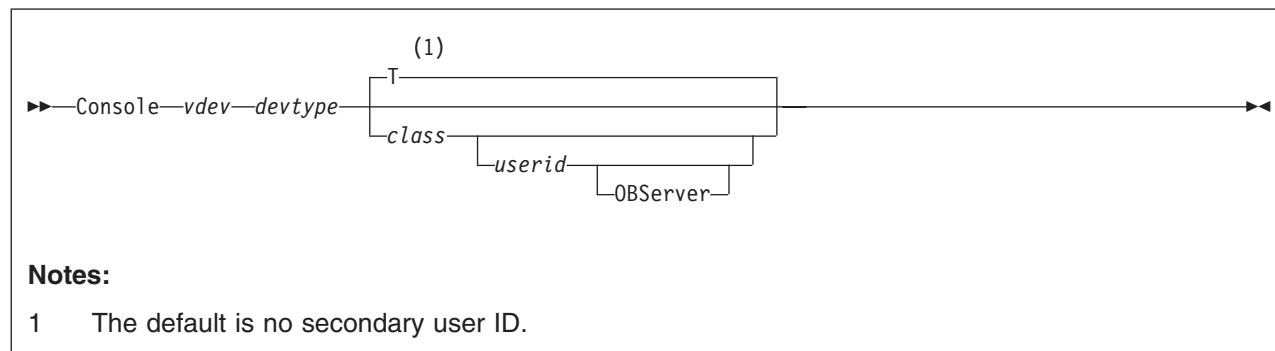 (1)
T
Console vdev devtype
class
userid
OBServer
Notes:
1 The default is no secondary user ID.